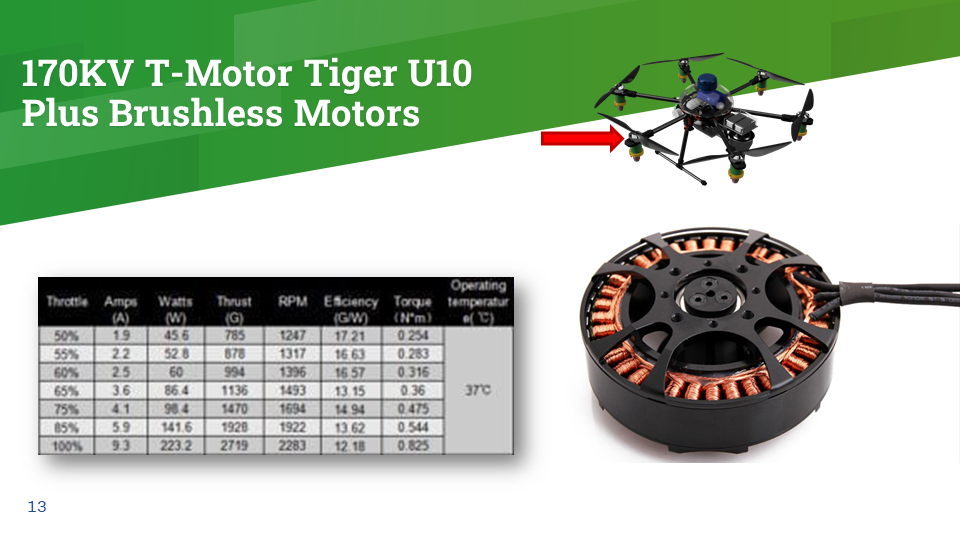 170KV T-Motor Tiger U10
Plus Brushless Motors
Throttle Amps (A) Watts (W) Thrust (G) RPM Efficiency (G/W) Torque (N*m) Operating temperatur e(℃)
50% 1.9 45.6 785 1247 17.21 0.254
55% 2.2 52.8 878 1317 16.63 0.283
60% 2.5 60 994 1396 16.57 0.316
65% 3.6 86.4 1136 1493 13.15 0.36 37℃
75% 4.1 98.4 1470 1694 14.94 0.475
85% 5.9 141.6 1928 1922 13.62 0.544
100% 9.3 223.2 2719 2283 12.18 0.825
13